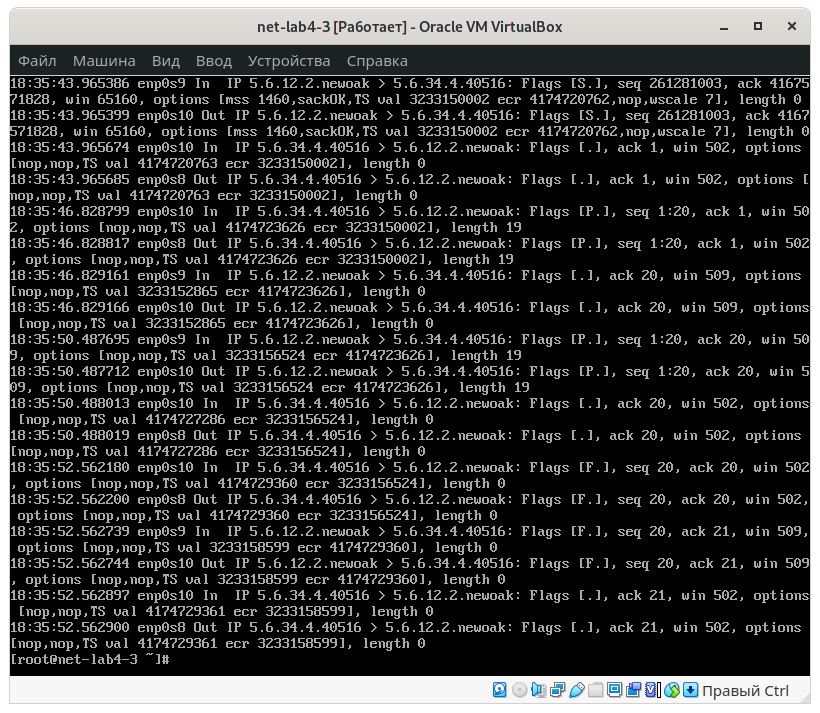 net-lab4-3 [Работает] - Oracle VM VirtualBox
Файл Машина Вид Ввод Устройства Справка
18:35:43.965386 enp0s9 In  IP 5.6.12.2.newoak > 5.6.34.4.40516: Flags [S.], seq 261281003, ack 41675
71828, win 65160, options [mss 1460,sackOK,TS val 3233150002 ecr 4174720762,nop,wscale 7], length 0
18:35:43.965399 enp0s10 Out IP 5.6.12.2.newoak > 5.6.34.4.40516: Flags [S.], seq 261281003, ack 4167
571828, win 65160, options [mss 1460,sackOK,TS val 3233150002 ecr 4174720762,nop,wscale 7], length 0
18:35:43.965674 enp0s10 In  IP 5.6.34.4.40516 > 5.6.12.2.newoak: Flags [.], ack 1, win 502, options 
[nop,nop,TS val 4174720763 ecr 3233150002], length 0
18:35:43.965685 enp0s8 Out IP 5.6.34.4.40516 > 5.6.12.2.newoak: Flags [.], ack 1, win 502, options [
nop,nop,TS val 4174720763 ecr 3233150002], length 0
18:35:46.828799 enp0s10 In  IP 5.6.34.4.40516 > 5.6.12.2.newoak: Flags [P.], seq 1:20, ack 1, win 50
2, options [nop,nop,TS val 4174723626 ecr 3233150002], length 19
18:35:46.828817 enp0s8 Out IP 5.6.34.4.40516 > 5.6.12.2.newoak: Flags [P.], seq 1:20, ack 1, win 502
, options [nop,nop,TS val 4174723626 ecr 3233150002], length 19
18:35:46.829161 enp0s9 In  IP 5.6.12.2.newoak > 5.6.34.4.40516: Flags [.], ack 20, win 509, options 
[nop,nop,TS val 3233152865 ecr 4174723626], length 0
18:35:46.829166 enp0s10 Out IP 5.6.12.2.newoak > 5.6.34.4.40516: Flags [.], ack 20, win 509, options
 [nop,nop,TS val 3233152865 ecr 4174723626], length 0
18:35:50.487695 enp0s9 In  IP 5.6.12.2.newoak > 5.6.34.4.40516: Flags [P.], seq 1:20, ack 20, win 50
9, options [nop,nop,TS val 3233156524 ecr 4174723626], length 19
18:35:50.487712 enp0s10 Out IP 5.6.12.2.newoak > 5.6.34.4.40516: Flags [P.], seq 1:20, ack 20, win 5
09, options [nop,nop,TS val 3233156524 ecr 4174723626], length 19
18:35:50.488013 enp0s10 In  IP 5.6.34.4.40516 > 5.6.12.2.newoak: Flags [.], ack 20, win 502, options
 [nop,nop,TS val 4174727286 ecr 3233156524], length 0
18:35:50.488019 enp0s8 Out IP 5.6.34.4.40516 > 5.6.12.2.newoak: Flags [.], ack 20, win 502, options 
[nop,nop,TS val 4174727286 ecr 3233156524], length 0
18:35:52.562180 enp0s10 In  IP 5.6.34.4.40516 > 5.6.12.2.newoak: Flags [F.], seq 20, ack 20, win 502
, options [nop,nop,TS val 4174729360 ecr 3233156524], length 0
18:35:52.562200 enp0s8 Out IP 5.6.34.4.40516 > 5.6.12.2.newoak: Flags [F.], seq 20, ack 20, win 502,
 options [nop,nop,TS val 4174729360 ecr 3233156524], length 0
18:35:52.562739 enp0s9 In  IP 5.6.12.2.newoak > 5.6.34.4.40516: Flags [F.], seq 20, ack 21, win 509,
 options [nop,nop,TS val 3233158599 ecr 4174729360], length 0
18:35:52.562744 enp0s10 Out IP 5.6.12.2.newoak > 5.6.34.4.40516: Flags [F.], seq 20, ack 21, win 509
, options [nop,nop,TS val 3233158599 ecr 4174729360], length 0
18:35:52.562897 enp0s10 In  IP 5.6.34.4.40516 > 5.6.12.2.newoak: Flags [.], ack 21, win 502, options
 [nop,nop,TS val 4174729361 ecr 3233158599], length 0
18:35:52.562900 enp0s8 Out IP 5.6.34.4.40516 > 5.6.12.2.newoak: Flags [.], ack 21, win 502, options 
[nop,nop,TS val 4174729361 ecr 3233158599], length 0
[root@net-lab4-3 ~]#
Правый Ctrl